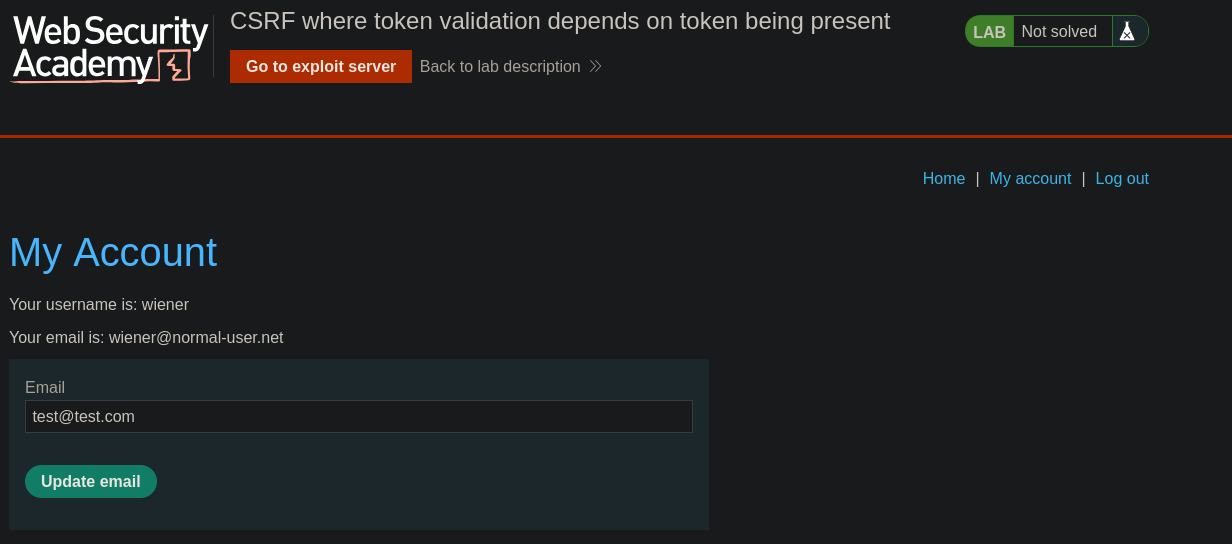 Web Security
Academy
CSRF where token validation depends on token being present
Go to exploit server
Back to lab description
LAB
Not solved
Home | My account | Log out
My Account
Your username is: wiener
Your email is: wiener@normal-user.net
Email
test@test.com
Update email